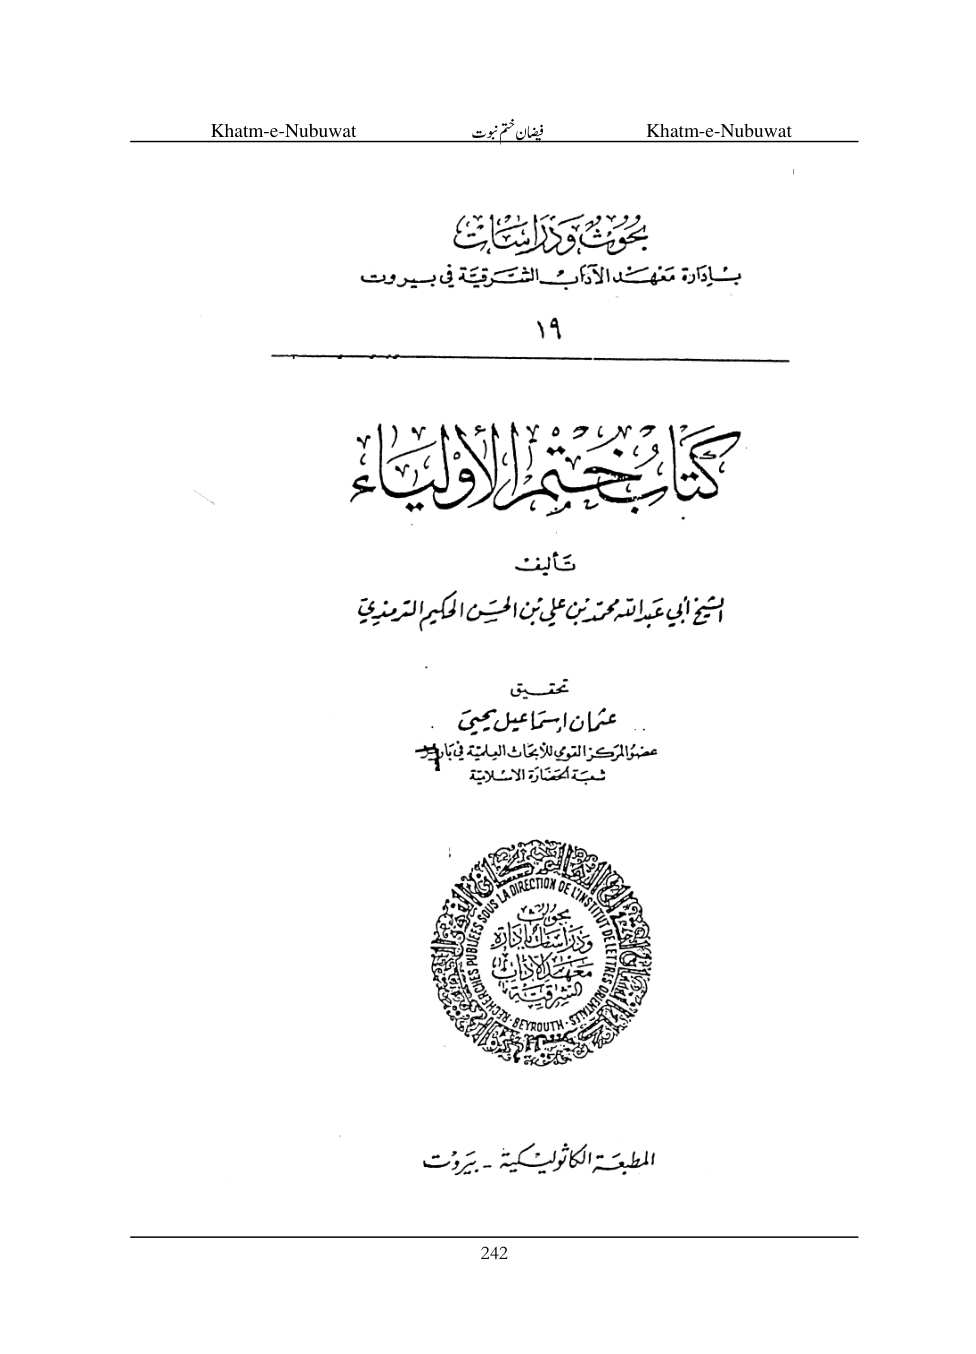 Khatm-e-Nubuwat فیضان ختم نبوت Khatm-e-Nubuwat
بحوث ودراسات
بإدارة معهد الآداب الشرقية في بيروت
١٩
كتاب ختم الأولياء
تأليف
الشيخ أبي عبد الله محمد بن علي بن الحسن الحكيم الترمذي
تحقيق
عثمان إسماعيل يحيى
عضو المركز القومي للأبحاث العلمية في باريس
شعبة الحضارة الاسلامية
RECHERCHES PUBLIÉES SOUS LA DIRECTION DE L'INSTITUT DE LETTRES ORIENTALES
BEYROUTH
بحوث
ودراسات بإدارة
معهد الآداب
الشرقية
المطبعة الكاثوليكية - بيروت
242